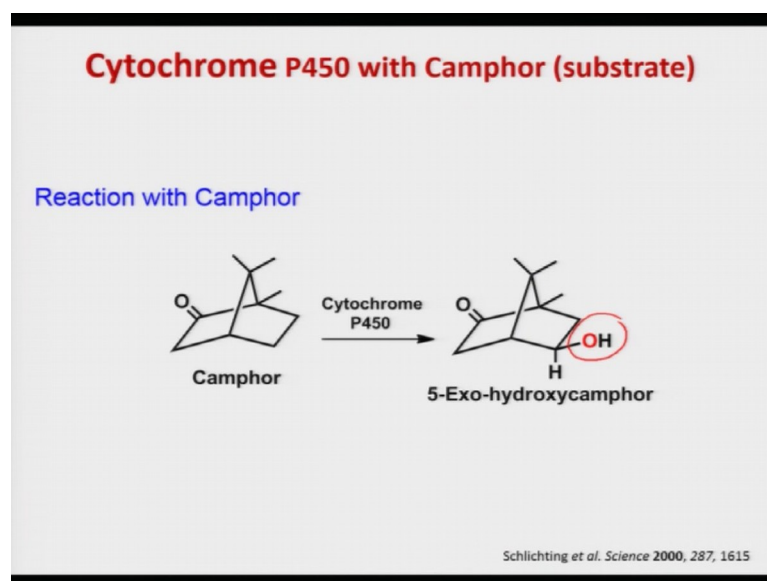 Cytochrome P450 with Camphor (substrate)
Reaction with Camphor
O
Cytochrome
P450
Camphor
O
OH
H
5-Exo-hydroxycamphor
Schlichting et al. Science 2000, 287, 1615